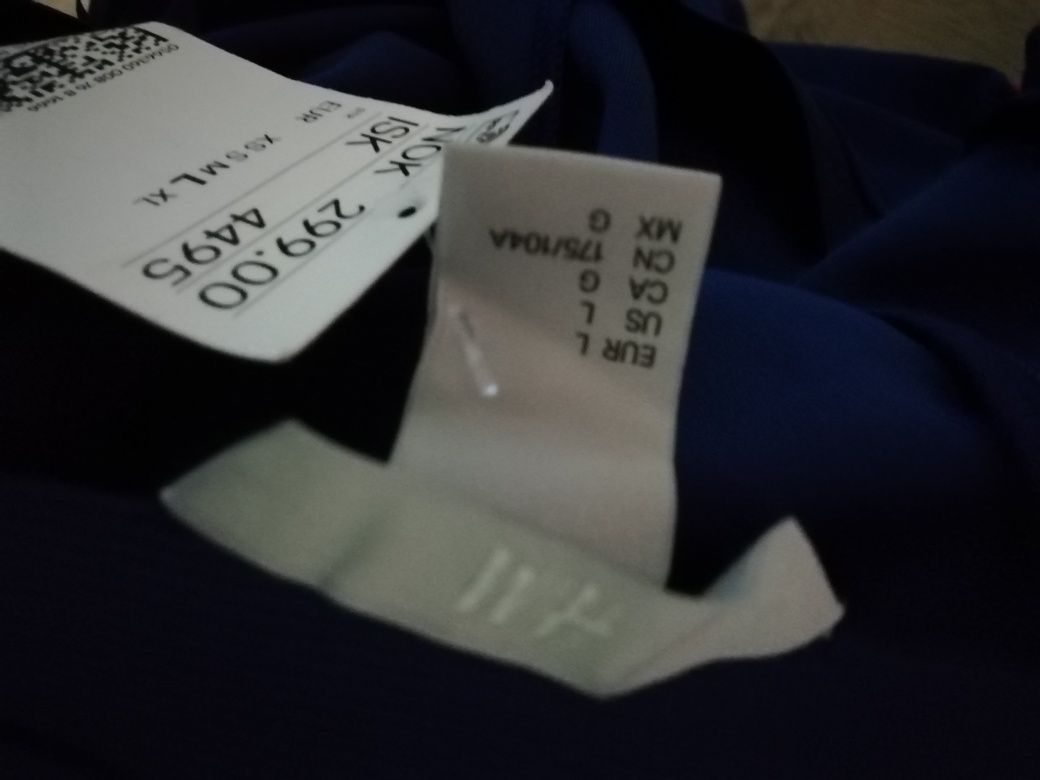 NOK 299.00
ISK 4495
EUR XS S M L XL
EUR L
US L
CA G
CN 175/104A
MX G